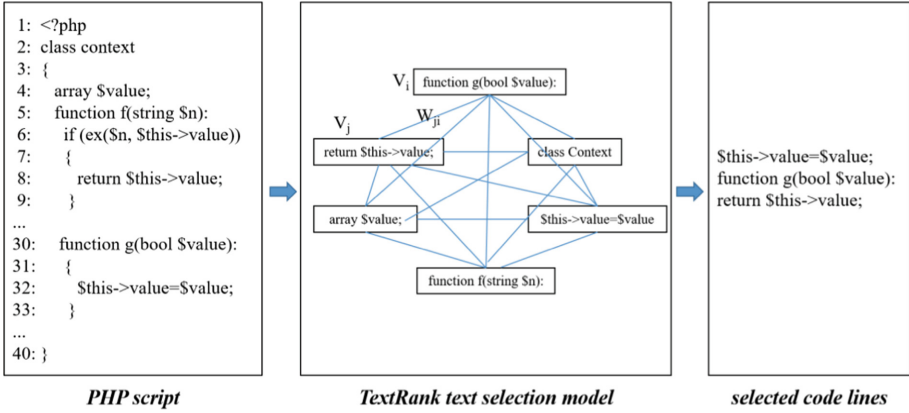 1: <?php
2: class context
3: {
4: array $value;
5: function f(string $n):
6: if (ex($n, $this->value))
7: {
8: return $this->value;
9: }
...
30: function g(bool $value):
31: {
32: $this->value=$value;
33: }
...
40: }
PHP script
Vi function g(bool $value):
Wji
Vj
return $this->value;
class Context
array $value;
$this->value=$value
function f(string $n):
TextRank text selection model
$this->value=$value;
function g(bool $value):
return $this->value;
selected code lines